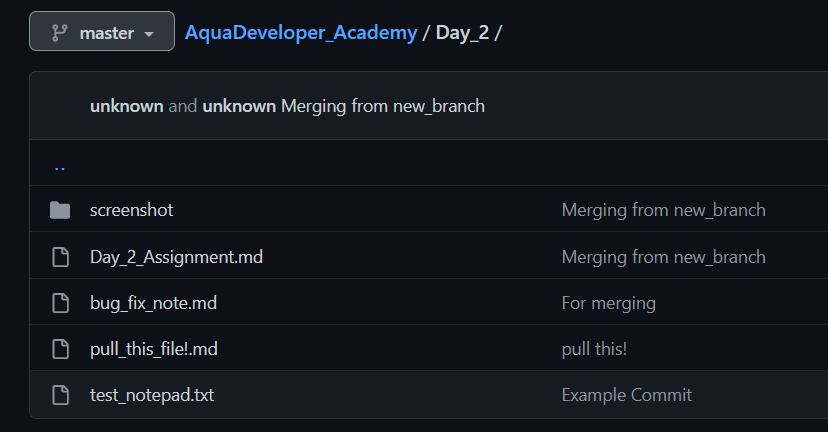 master AquaDeveloper_Academy / Day_2 /
unknown and unknown Merging from new_branch
..
screenshot Merging from new_branch
Day_2_Assignment.md Merging from new_branch
bug_fix_note.md For merging
pull_this_file!.md pull this!
test_notepad.txt Example Commit